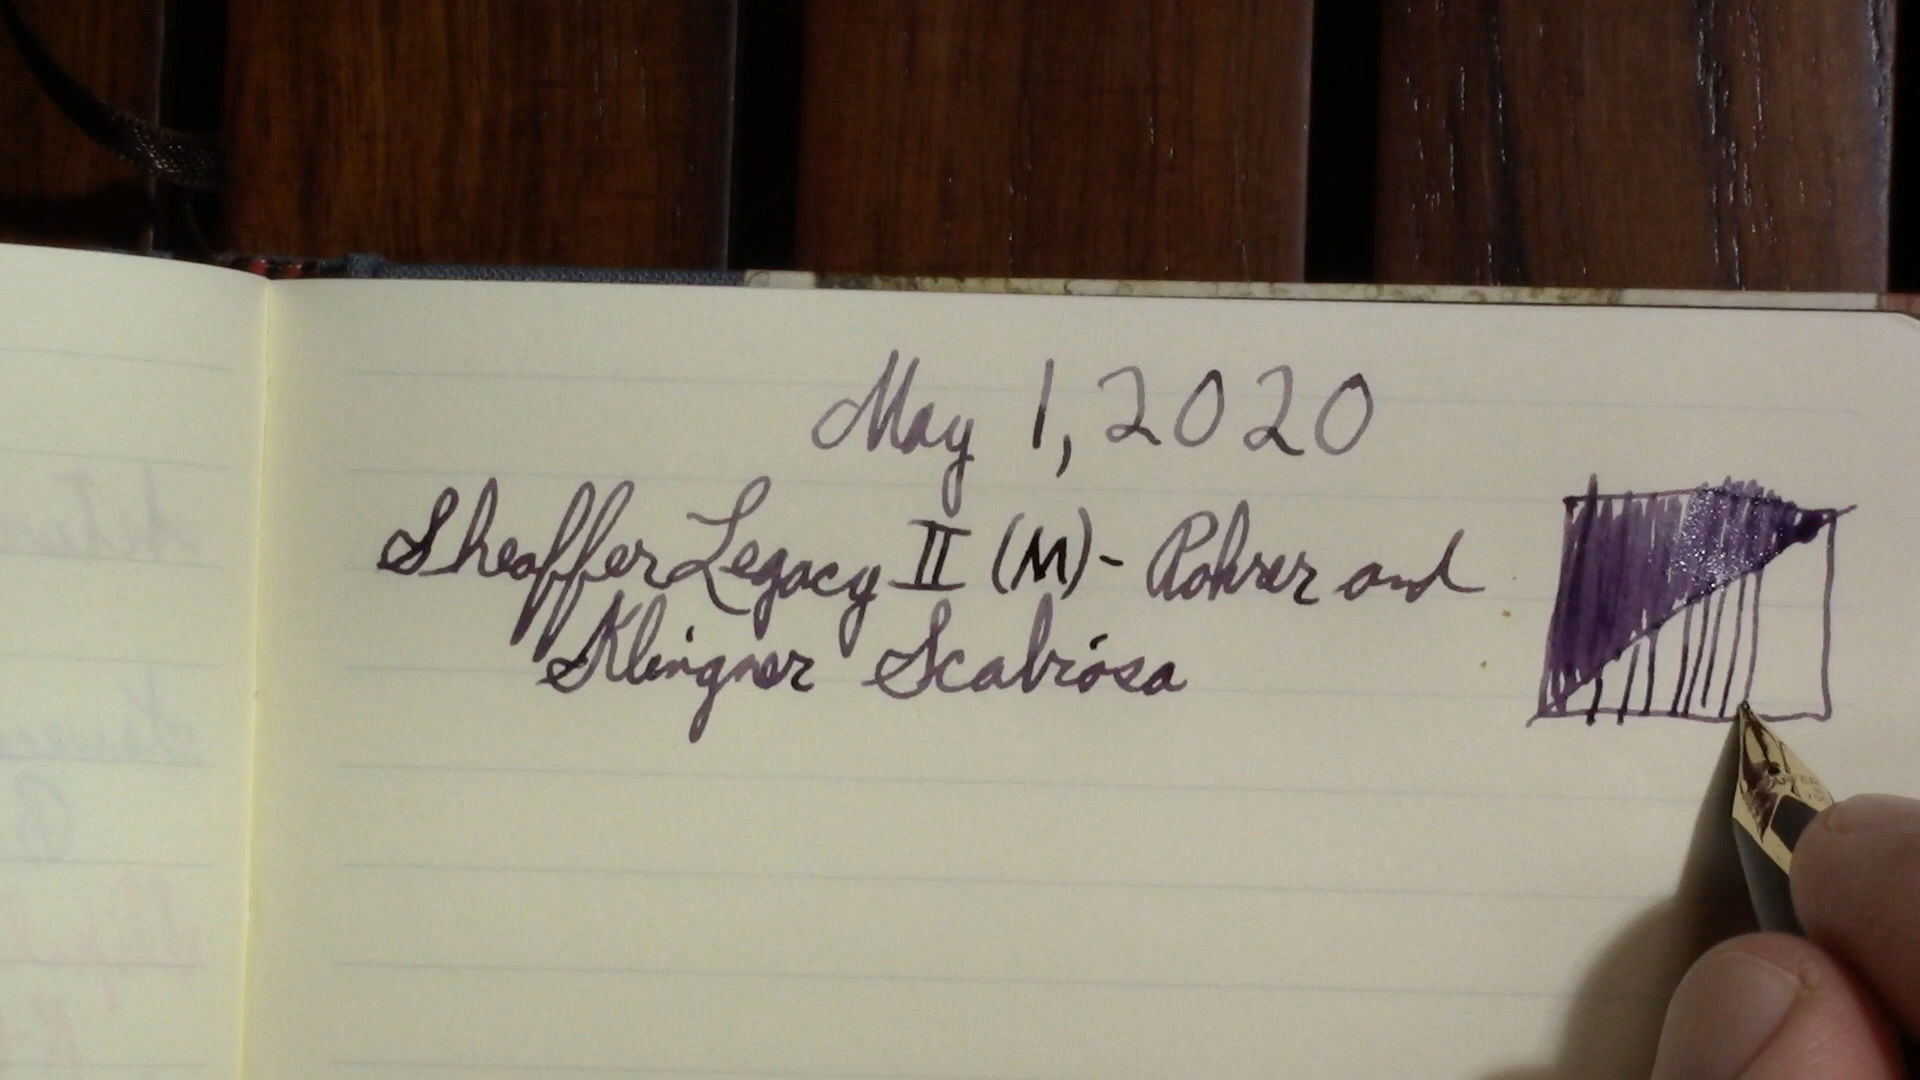 May 1, 2020
Sheaffer Legacy II (M) - Rohrer and
Klingner Scabiosa